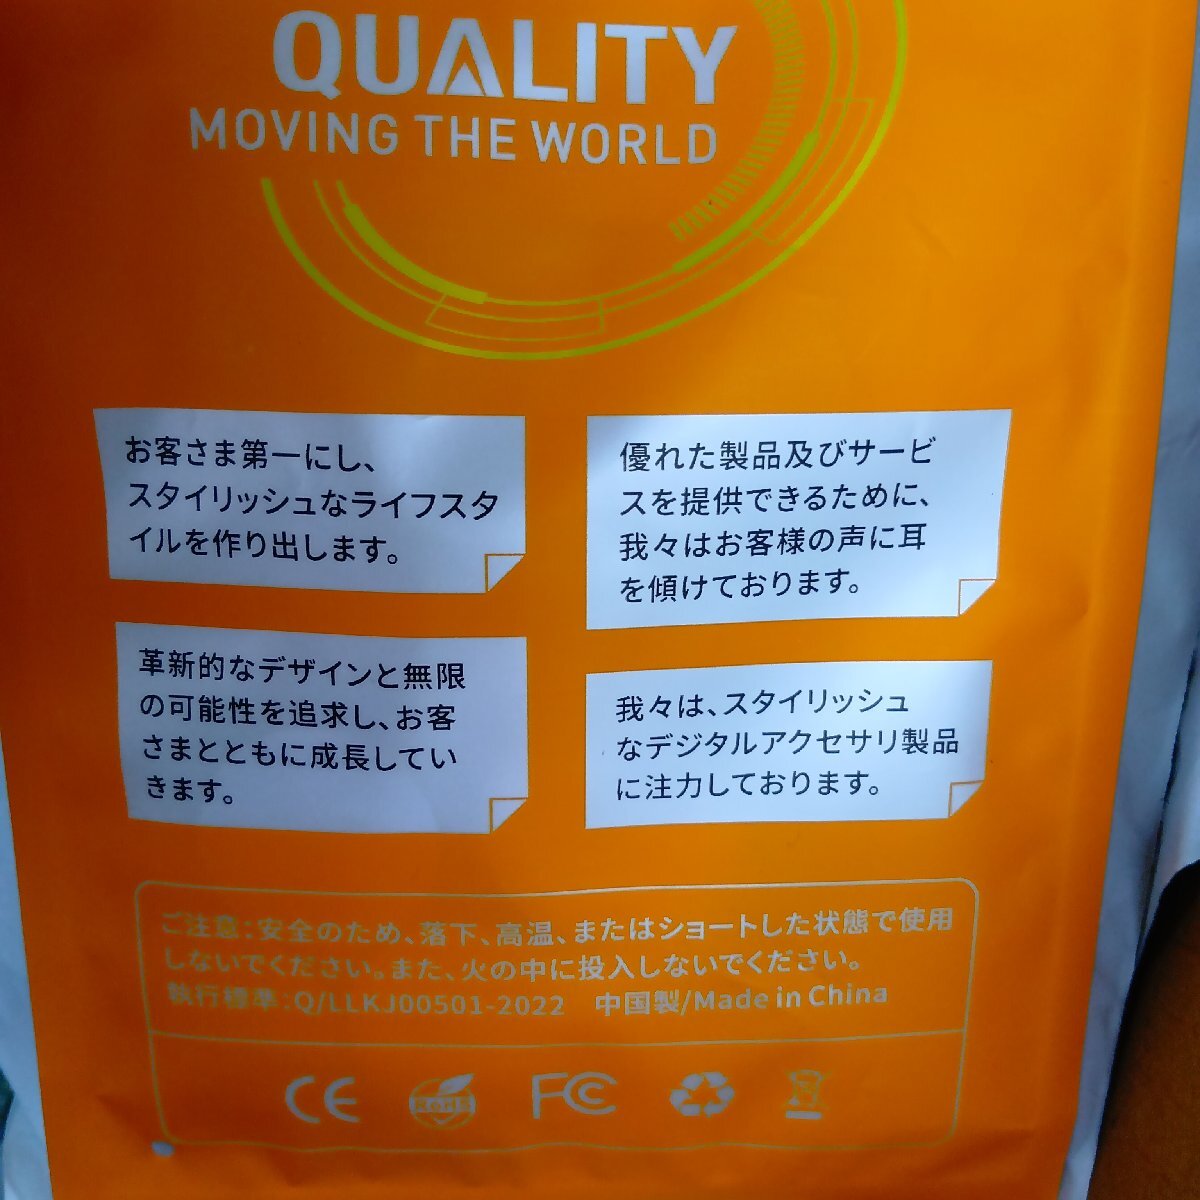 QUALITY
MOVING THE WORLD
お客さま第一にし、
スタイリッシュなライフスタ
イルを作り出します。
優れた製品及びサービ
スを提供できるために、
我々はお客様の声に耳
を傾けております。
革新的なデザインと無限
の可能性を追求し、お客
さまとともに成長してい
きます。
我々は、スタイリッシュ
なデジタルアクセサリ製品
に注力しております。
ご注意:安全のため、落下、高温、またはショートした状態で使用
しないでください。また、火の中に投入しないでください。
執行標準:Q/LLKJ00501-2022 中国製/Made in China
CE
RoHS
FC